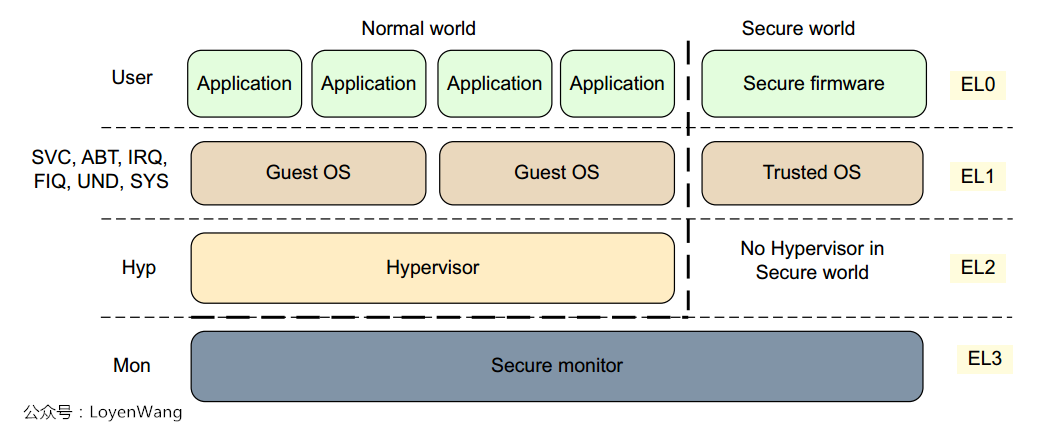 Normal world
Secure world
User
Application
Application
Application
Application
Secure firmware
EL0
SVC, ABT, IRQ,
FIQ, UND, SYS
Guest OS
Guest OS
Trusted OS
EL1
Hyp
Hypervisor
No Hypervisor in
Secure world
EL2
Mon
Secure monitor
EL3
公众号：LoyenWang